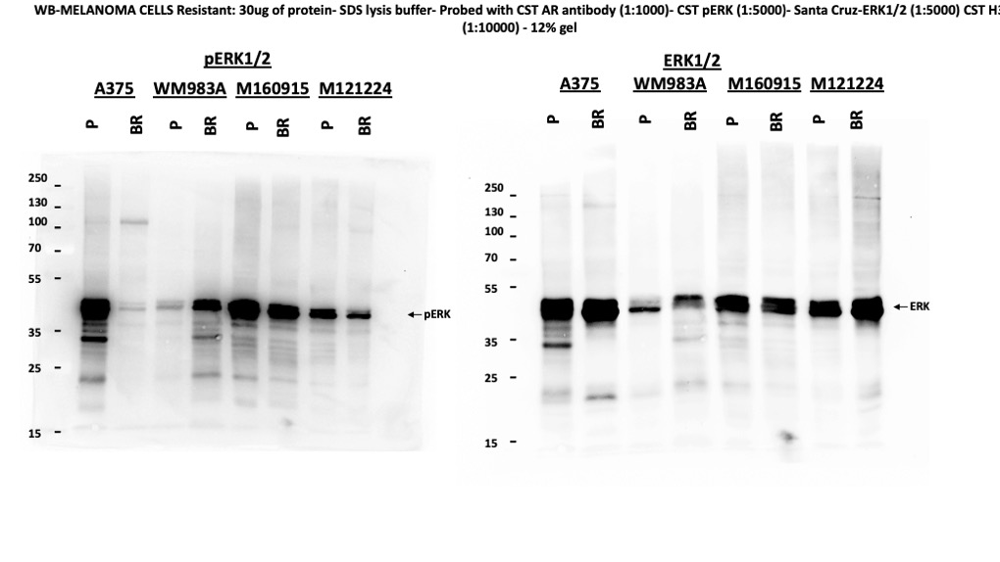 WB-MELANOMA CELLS Resistant: 30ug of protein- SDS lysis buffer- Probed with CST AR antibody (1:1000)- CST pERK (1:5000)- Santa Cruz-ERK1/2 (1:5000) CST H3
(1:10000) - 12% gel
pERK1/2
A375 WM983A M160915 M121224
P BR P BR P BR P BR
250
130
100
70
55
35
25
15
←pERK
ERK1/2
A375 WM983A M160915 M121224
P BR P BR P BR P BR
250
130
100
70
55
35
25
15
←ERK